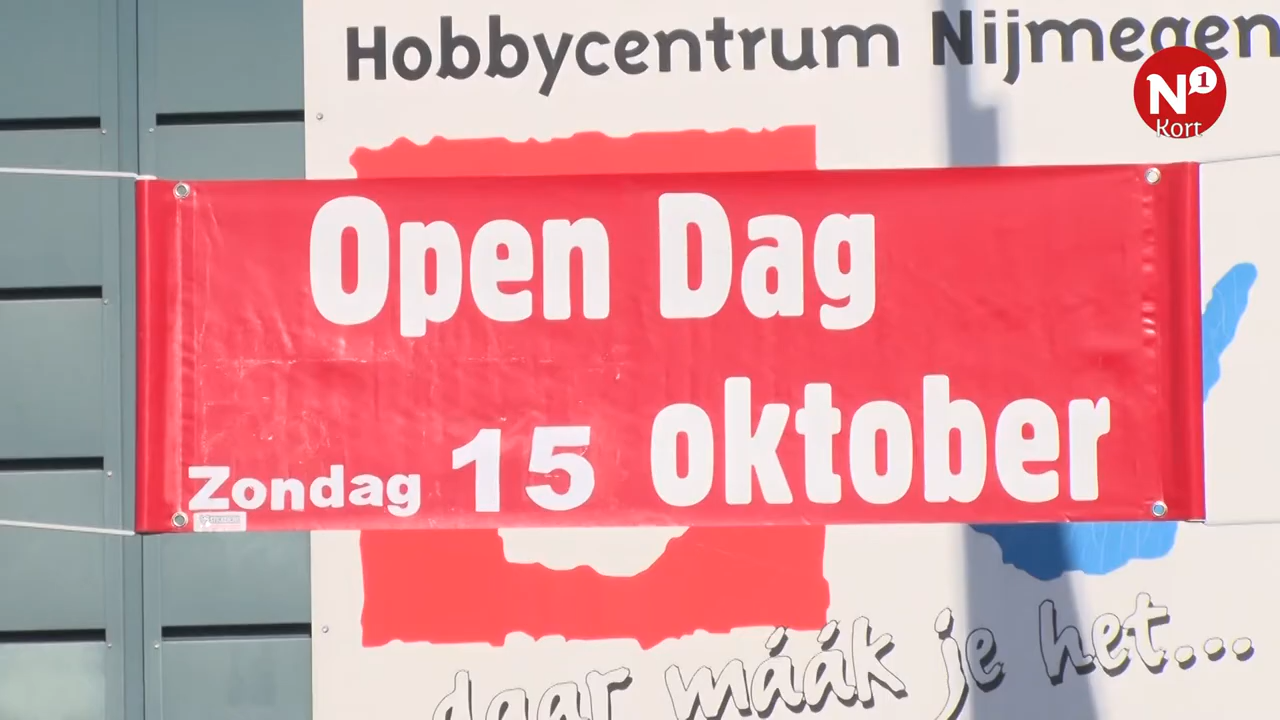 Hobbycentrum Nijmegen
N1
Kort
Open Dag
Zondag 15 oktober
daar máák je het...